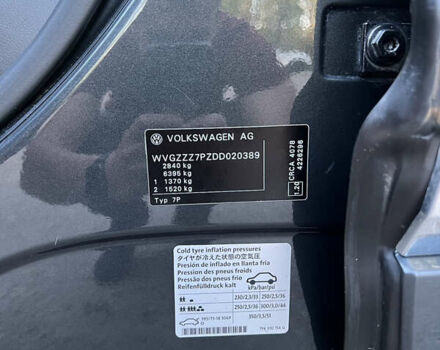 VOLKSWAGEN AG
WVGZZZ7PZDD020389
2840 kg
6395 kg
1 1370 kg
2 1520 kg
Typ 7P
CRCA 4078
4226296
1.20
Cold tyre inflation pressures
タイヤが冷えた状態の空気圧
Presión de inflado en llanta fría
Pression des pneus froids
Reifenfülldruck kalt
kPa/bar/psi
230/2,3/33 250/2,5/36
250/2,5/36 300/3,0/44
350/3,5/51